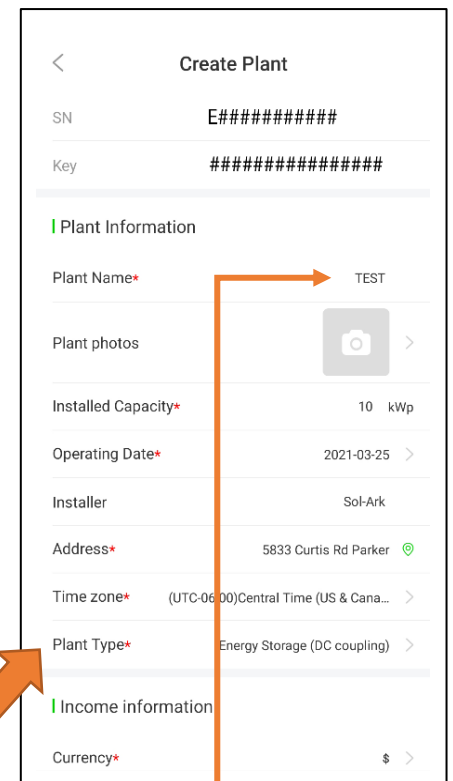 Create Plant
SN E###########
Key ################
Plant Information
Plant Name* TEST
Plant photos
Installed Capacity* 10 kWp
Operating Date* 2021-03-25
Installer Sol-Ark
Address* 5833 Curtis Rd Parker
Time zone* (UTC-06:00)Central Time (US & Cana...
Plant Type* Energy Storage (DC coupling)
Income information
Currency* $